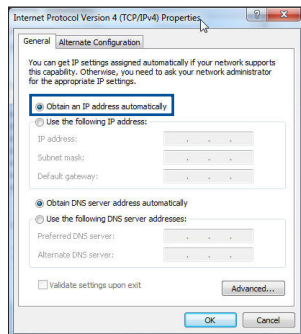 Internet Protocol Version 4 (TCP/IPv4) Properties
General
Alternate Configuration
You can get IP settings assigned automatically if your network supports
this capability. Otherwise, you need to ask your network administrator
for the appropriate IP settings.
Obtain an IP address automatically
Use the following IP address:
IP address:
Subnet mask:
Default gateway:
Obtain DNS server address automatically
Use the following DNS server addresses:
Preferred DNS server:
Alternate DNS server:
Validate settings upon exit
Advanced...
OK
Cancel